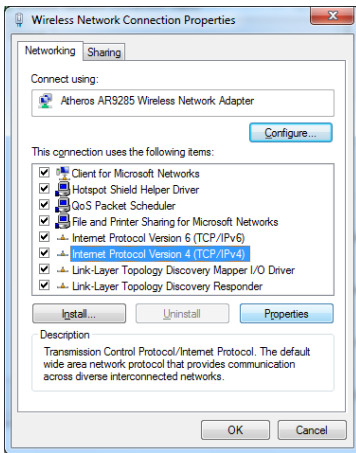 Wireless Network Connection Properties
Networking Sharing
Connect using:
Atheros AR9285 Wireless Network Adapter
Configure...
This connection uses the following items:
Client for Microsoft Networks
Hotspot Shield Helper Driver
QoS Packet Scheduler
File and Printer Sharing for Microsoft Networks
Internet Protocol Version 6 (TCP/IPv6)
Internet Protocol Version 4 (TCP/IPv4)
Link-Layer Topology Discovery Mapper I/O Driver
Link-Layer Topology Discovery Responder
Install... Uninstall Properties
Description
Transmission Control Protocol/Internet Protocol. The default
wide area network protocol that provides communication
across diverse interconnected networks.
OK Cancel